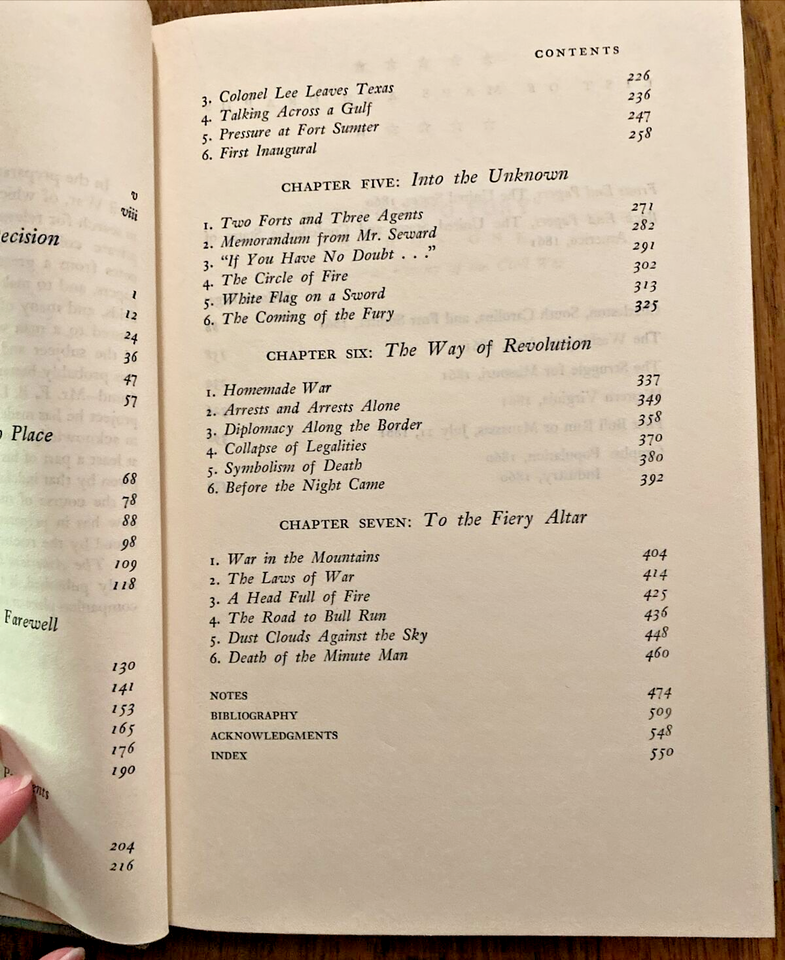 v
viii
ecision
1
12
24
36
47
57
Place
68
78
88
98
109
118
Farewell
130
141
153
165
176
190
204
216
CONTENTS
3. Colonel Lee Leaves Texas 226
4. Talking Across a Gulf 236
5. Pressure at Fort Sumter 247
6. First Inaugural 258
CHAPTER FIVE: Into the Unknown
1. Two Forts and Three Agents 271
2. Memorandum from Mr. Seward 282
3. “If You Have No Doubt . . .” 291
4. The Circle of Fire 302
5. White Flag on a Sword 313
6. The Coming of the Fury 325
CHAPTER SIX: The Way of Revolution
1. Homemade War 337
2. Arrests and Arrests Alone 349
3. Diplomacy Along the Border 358
4. Collapse of Legalities 370
5. Symbolism of Death 380
6. Before the Night Came 392
CHAPTER SEVEN: To the Fiery Altar
1. War in the Mountains 404
2. The Laws of War 414
3. A Head Full of Fire 425
4. The Road to Bull Run 436
5. Dust Clouds Against the Sky 448
6. Death of the Minute Man 460
NOTES 474
BIBLIOGRAPHY 509
ACKNOWLEDGMENTS 548
INDEX 550